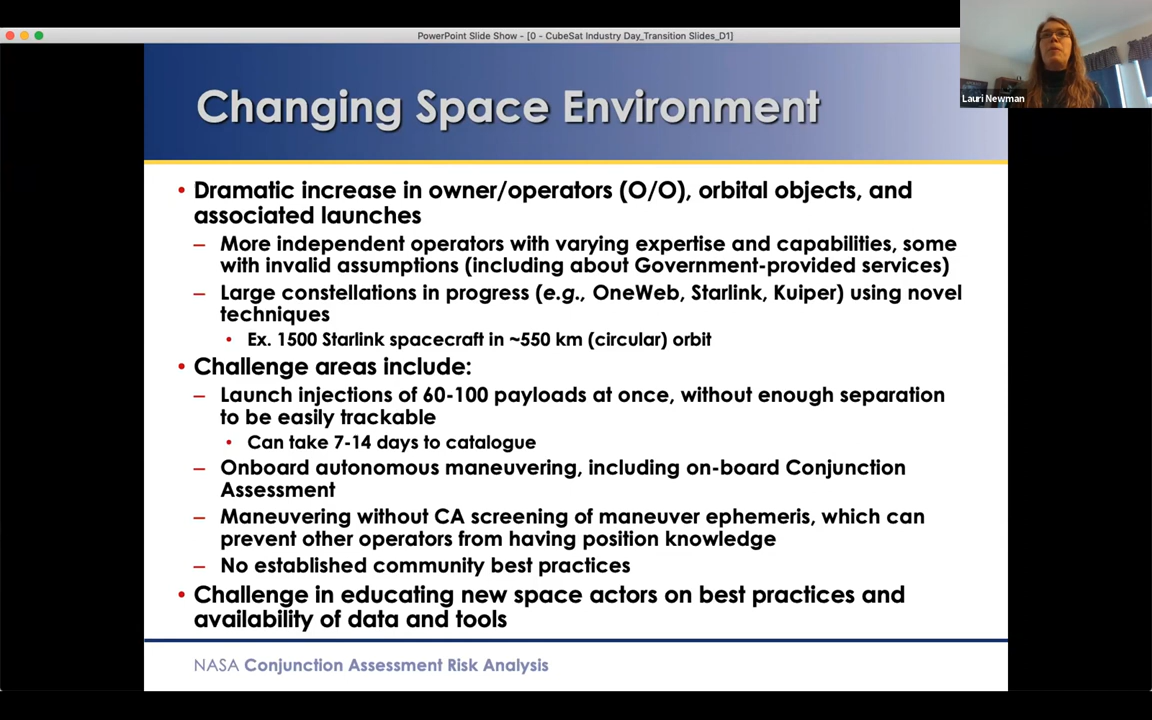 PowerPoint Slide Show - [0 - CubeSat Industry Day_Transition Slides_D1]
Lauri Newman
Changing Space Environment
• Dramatic increase in owner/operators (O/O), orbital objects, and
associated launches
– More independent operators with varying expertise and capabilities, some
with invalid assumptions (including about Government-provided services)
– Large constellations in progress (e.g., OneWeb, Starlink, Kuiper) using novel
techniques
• Ex. 1500 Starlink spacecraft in ~550 km (circular) orbit
• Challenge areas include:
– Launch injections of 60-100 payloads at once, without enough separation
to be easily trackable
• Can take 7-14 days to catalogue
– Onboard autonomous maneuvering, including on-board Conjunction
Assessment
– Maneuvering without CA screening of maneuver ephemeris, which can
prevent other operators from having position knowledge
– No established community best practices
• Challenge in educating new space actors on best practices and
availability of data and tools
NASA Conjunction Assessment Risk Analysis